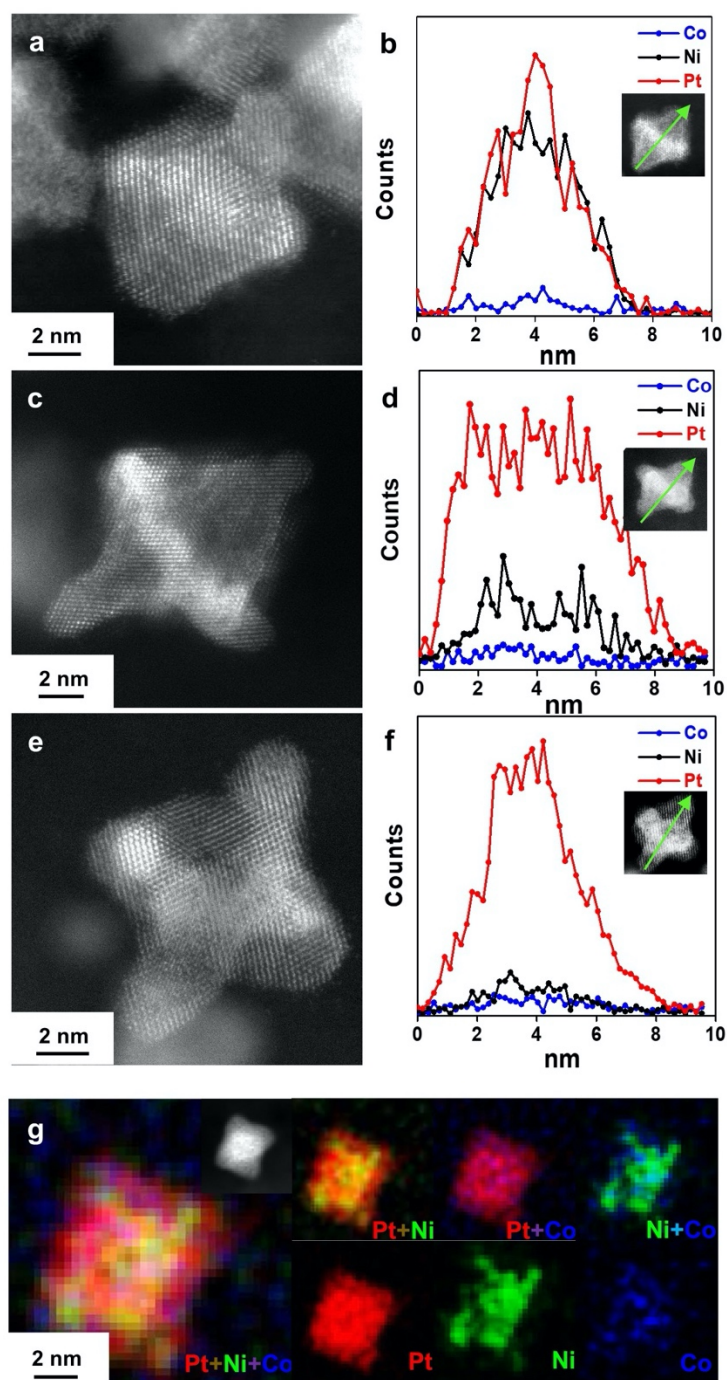 a
2 nm
b
Co
Ni
Pt
Counts
0 2 4 6 8 10
nm
c
2 nm
d
Co
Ni
Pt
Counts
0 2 4 6 8 10
nm
e
2 nm
f
Co
Ni
Pt
Counts
0 2 4 6 8 10
nm
g
2 nm
Pt+Ni+Co
Pt+Ni
Pt+Co
Ni+Co
Pt
Ni
Co